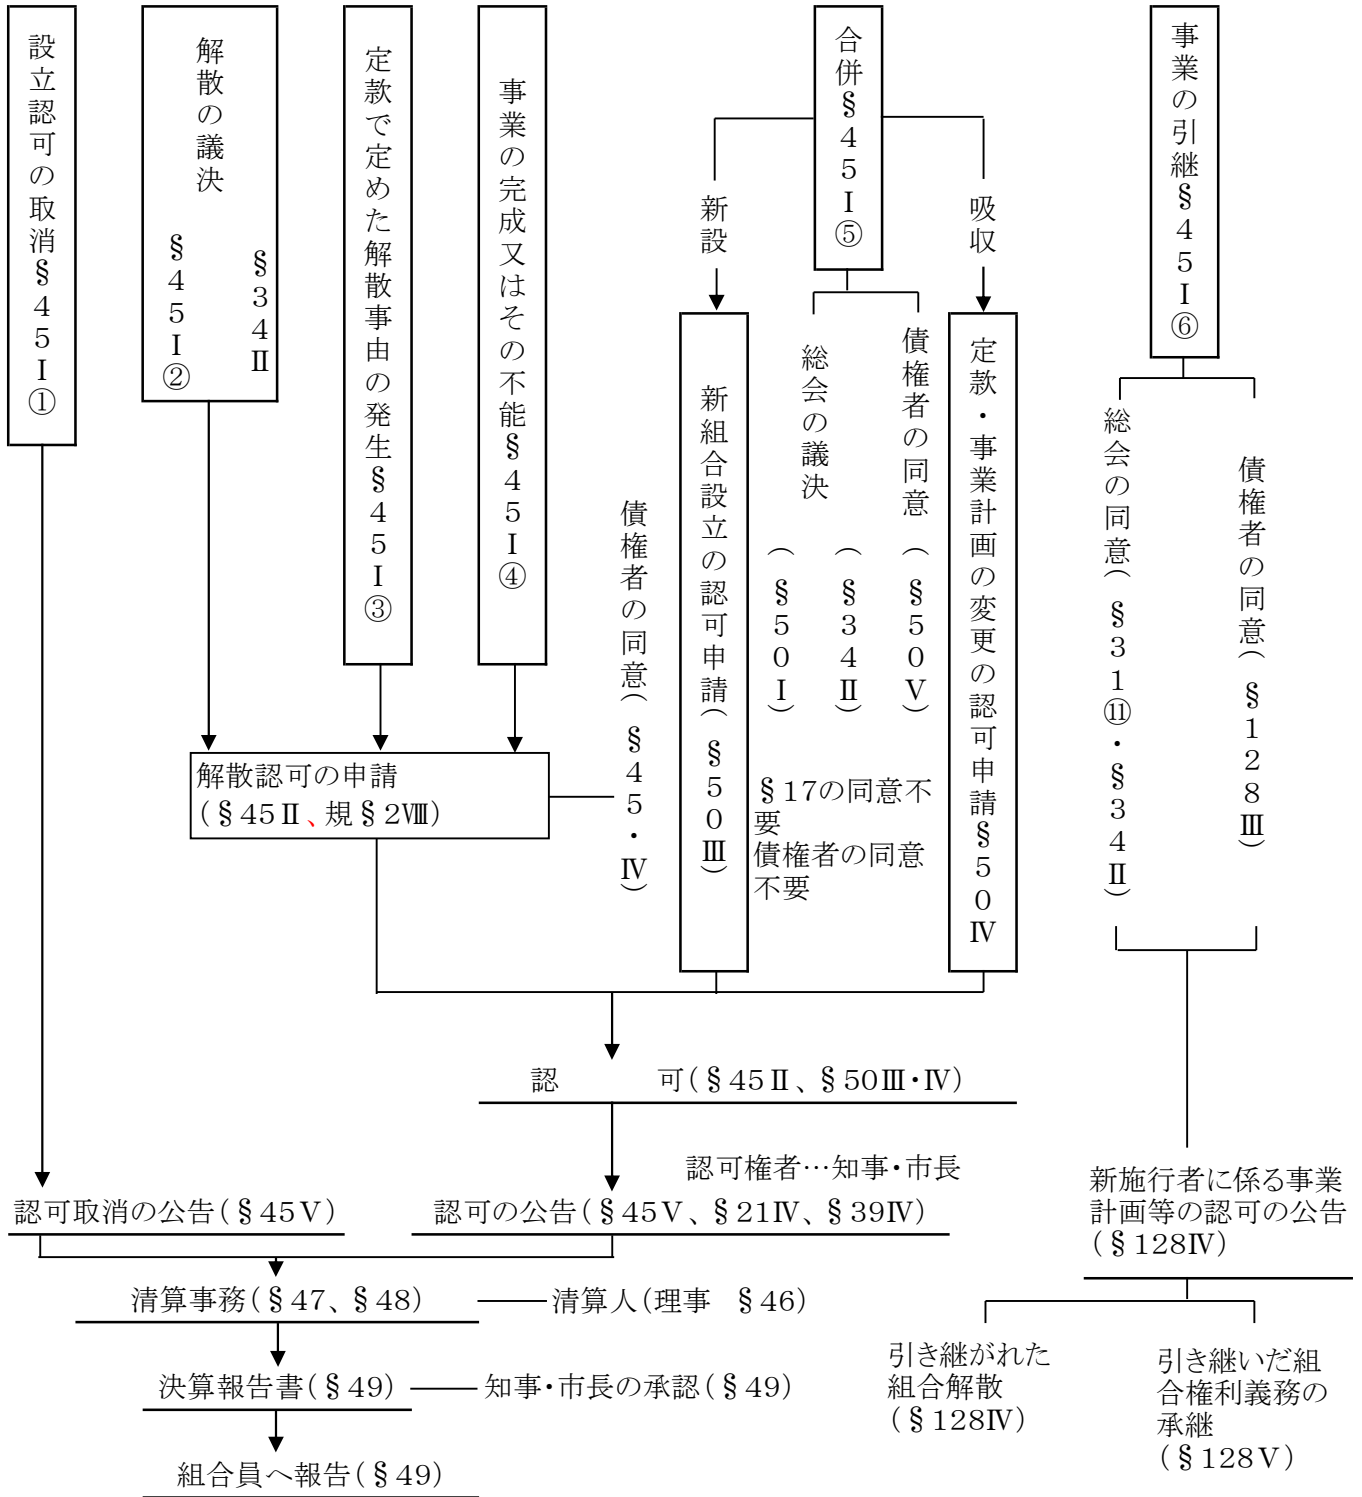 設立認可の取消§45Ⅰ①
解散の議決
§34Ⅱ
§45Ⅰ②
定款で定めた解散事由の発生§45Ⅰ③
事業の完成又はその不能§45Ⅰ④
合併§45Ⅰ⑤
事業の引継§45Ⅰ⑥
新設
吸収
債権者の同意(§45・Ⅳ)
新組合設立の認可申請(§50Ⅲ)
総会の議決
(§50Ⅰ)
(§34Ⅱ)
債権者の同意(§50Ⅴ)
定款・事業計画の変更の認可申請§50Ⅳ
総会の同意(§31⑪・§34Ⅱ)
債権者の同意(§128Ⅲ)
解散認可の申請
(§45Ⅱ、規§2Ⅷ)
§17の同意不
要
債権者の同意
不要
認　　　可(§45Ⅱ、§50Ⅲ・Ⅳ)
認可権者…知事・市長
認可取消の公告(§45Ⅴ)
認可の公告(§45Ⅴ、§21Ⅳ、§39Ⅳ)
新施行者に係る事業
計画等の認可の公告
(§128Ⅳ)
清算事務(§47、§48)
清算人(理事　§46)
引き継がれた
組合解散
(§128Ⅳ)
引き継いだ組
合権利義務の
承継
(§128Ⅴ)
決算報告書(§49)
知事・市長の承認(§49)
組合員へ報告(§49)